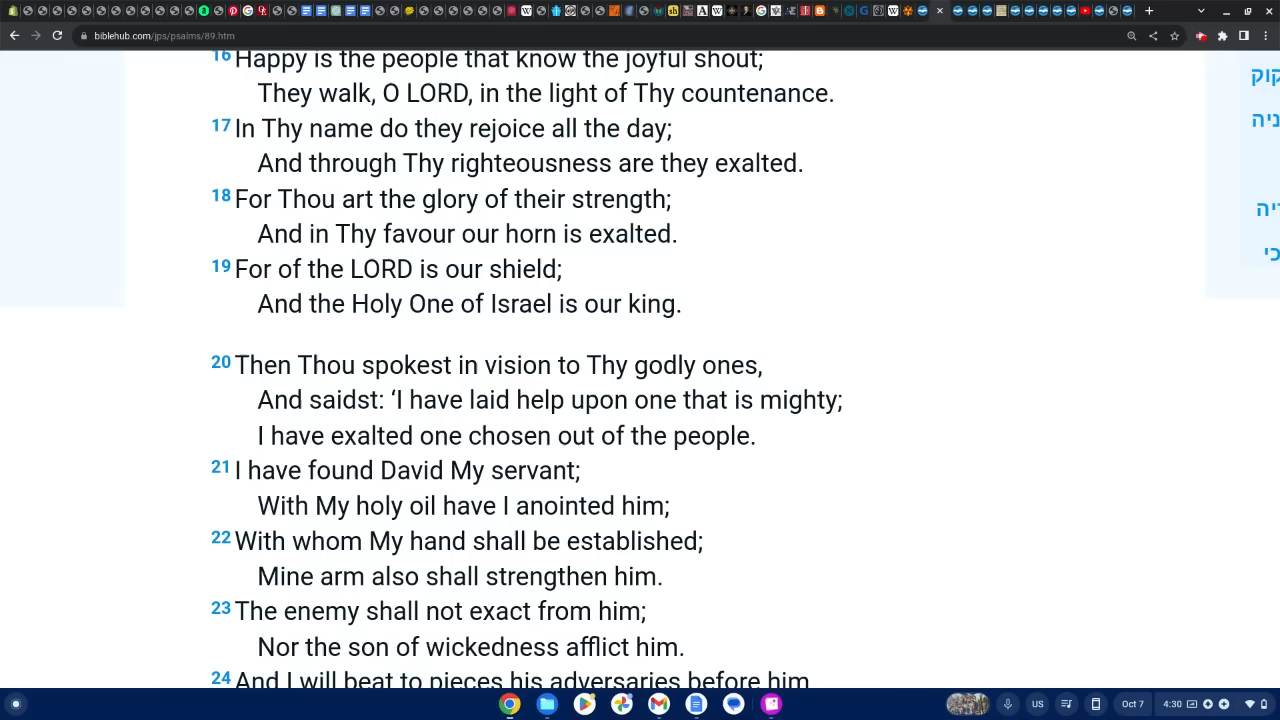 biblehub.com/jps/psalms/89.htm
16 Happy is the people that know the joyful shout;
They walk, O LORD, in the light of Thy countenance.
17 In Thy name do they rejoice all the day;
And through Thy righteousness are they exalted.
18 For Thou art the glory of their strength;
And in Thy favour our horn is exalted.
19 For of the LORD is our shield;
And the Holy One of Israel is our king.
20 Then Thou spokest in vision to Thy godly ones,
And saidst: ‘I have laid help upon one that is mighty;
I have exalted one chosen out of the people.
21 I have found David My servant;
With My holy oil have I anointed him;
22 With whom My hand shall be established;
Mine arm also shall strengthen him.
23 The enemy shall not exact from him;
Nor the son of wickedness afflict him.
24 And I will beat to pieces his adversaries before him
US
Oct 7
4:30